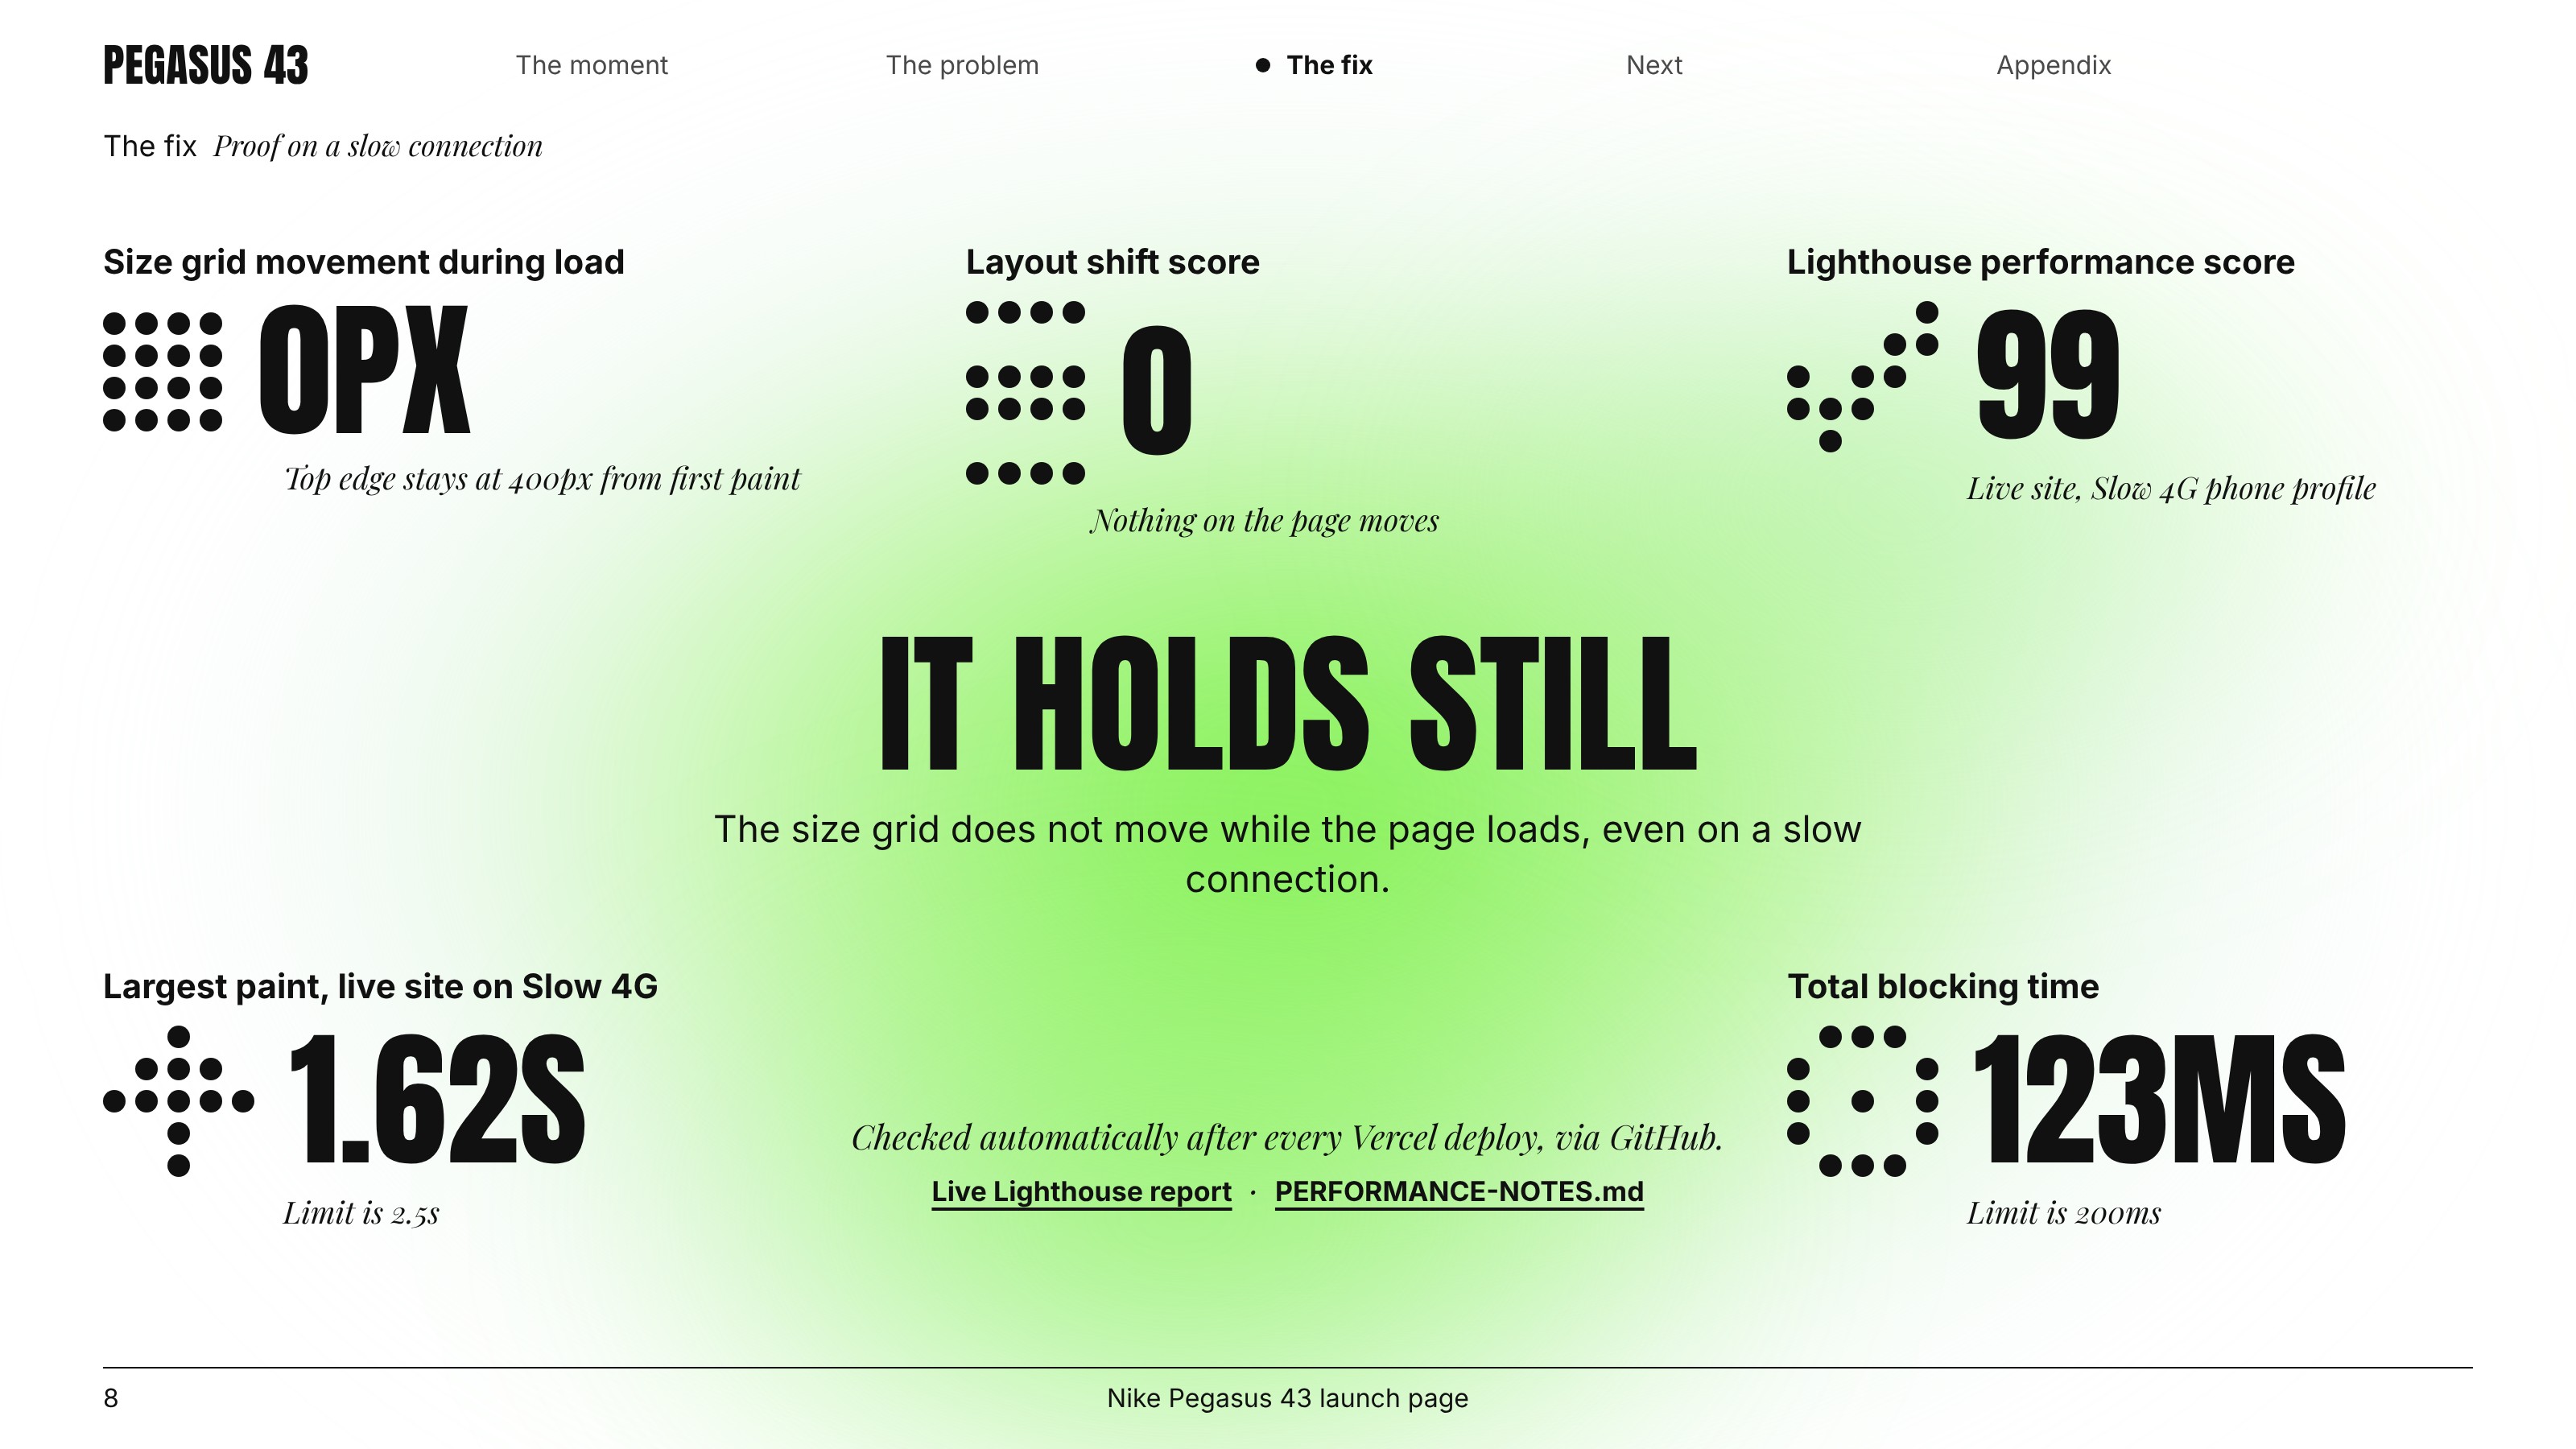 PEGASUS 43
The moment
The problem
The fix
Next
Appendix
The fix Proof on a slow connection
Size grid movement during load
0PX
Top edge stays at 400px from first paint
Layout shift score
0
Nothing on the page moves
Lighthouse performance score
99
Live site, Slow 4G phone profile
IT HOLDS STILL
The size grid does not move while the page loads, even on a slow
connection.
Largest paint, live site on Slow 4G
1.62S
Limit is 2.5s
Checked automatically after every Vercel deploy, via GitHub.
Live Lighthouse report · PERFORMANCE-NOTES.md
Total blocking time
123MS
Limit is 200ms
8
Nike Pegasus 43 launch page